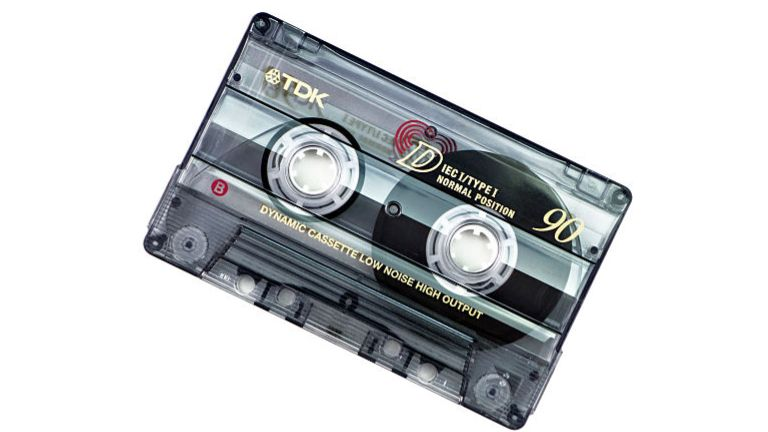 TDK
D IEC I/TYPE I
NORMAL POSITION
90
B
DYNAMIC CASSETTE LOW NOISE HIGH OUTPUT